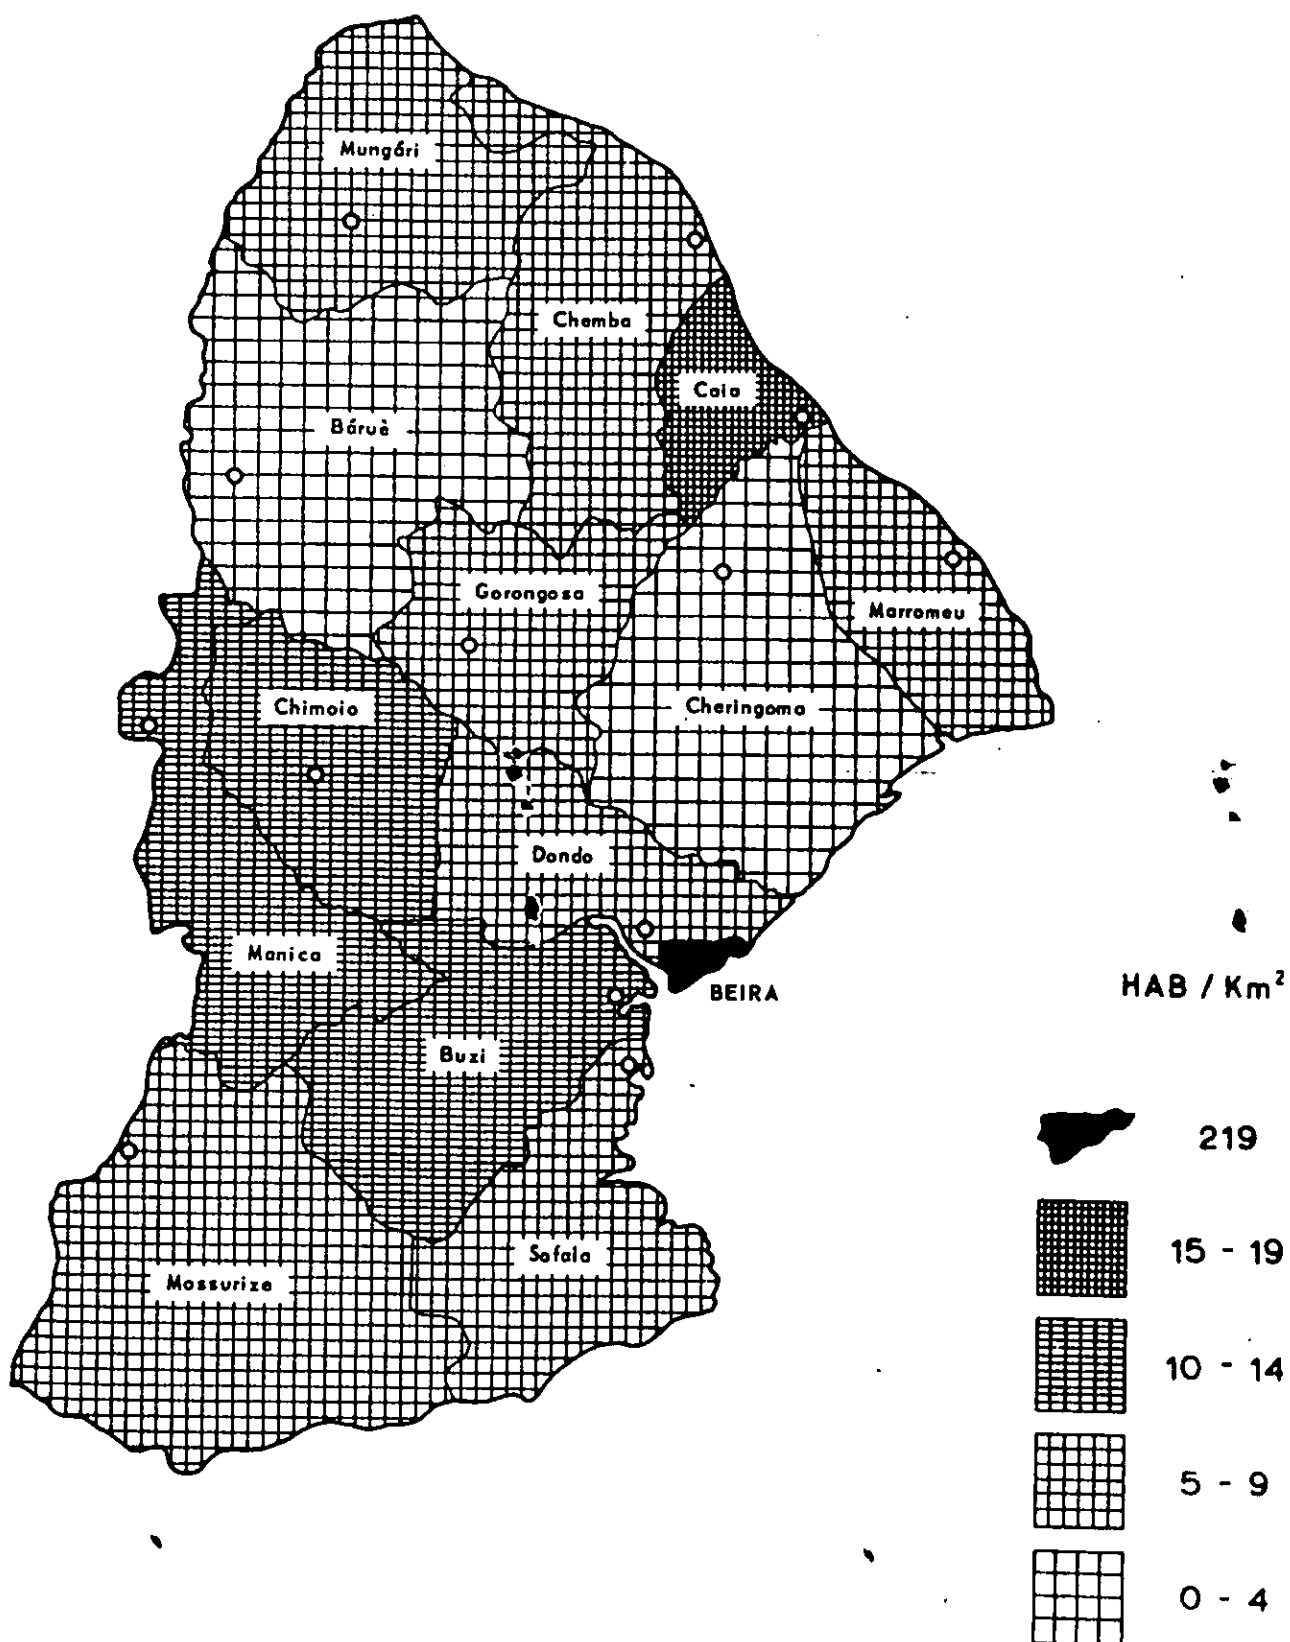 Mungári
Chemba
Caia
Báruè
Gorongosa
Marromeu
Chimoio
Cheringoma
Dondo
Manica
BEIRA
HAB / Km²
Buzi
219
Sofala
15 - 19
Mossurize
10 - 14
5 - 9
0 - 4